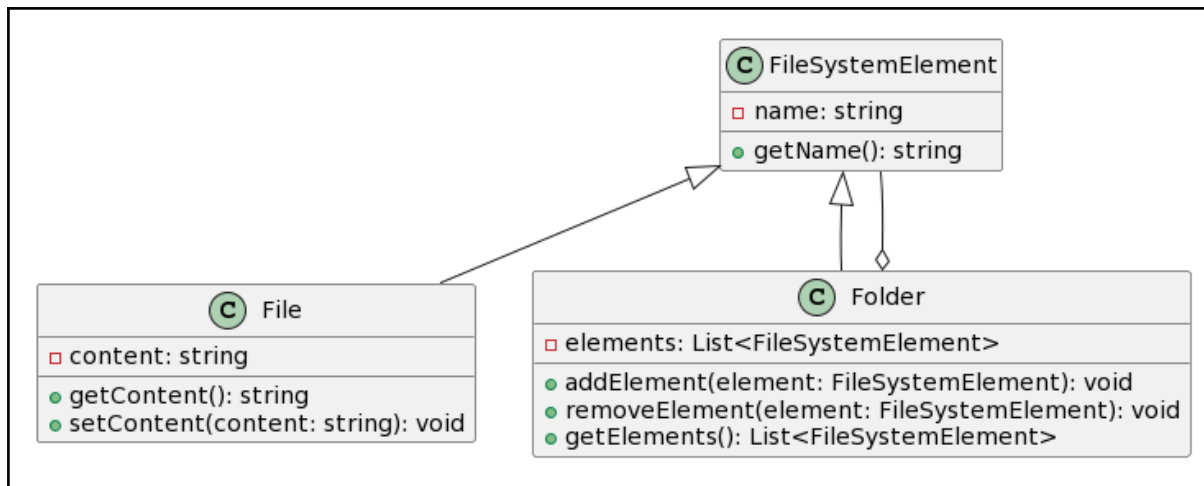 C FileSystemElement
name: string
getName(): string
C File
content: string
getContent(): string
setContent(content: string): void
C Folder
elements: List<FileSystemElement>
addElement(element: FileSystemElement): void
removeElement(element: FileSystemElement): void
getElements(): List<FileSystemElement>